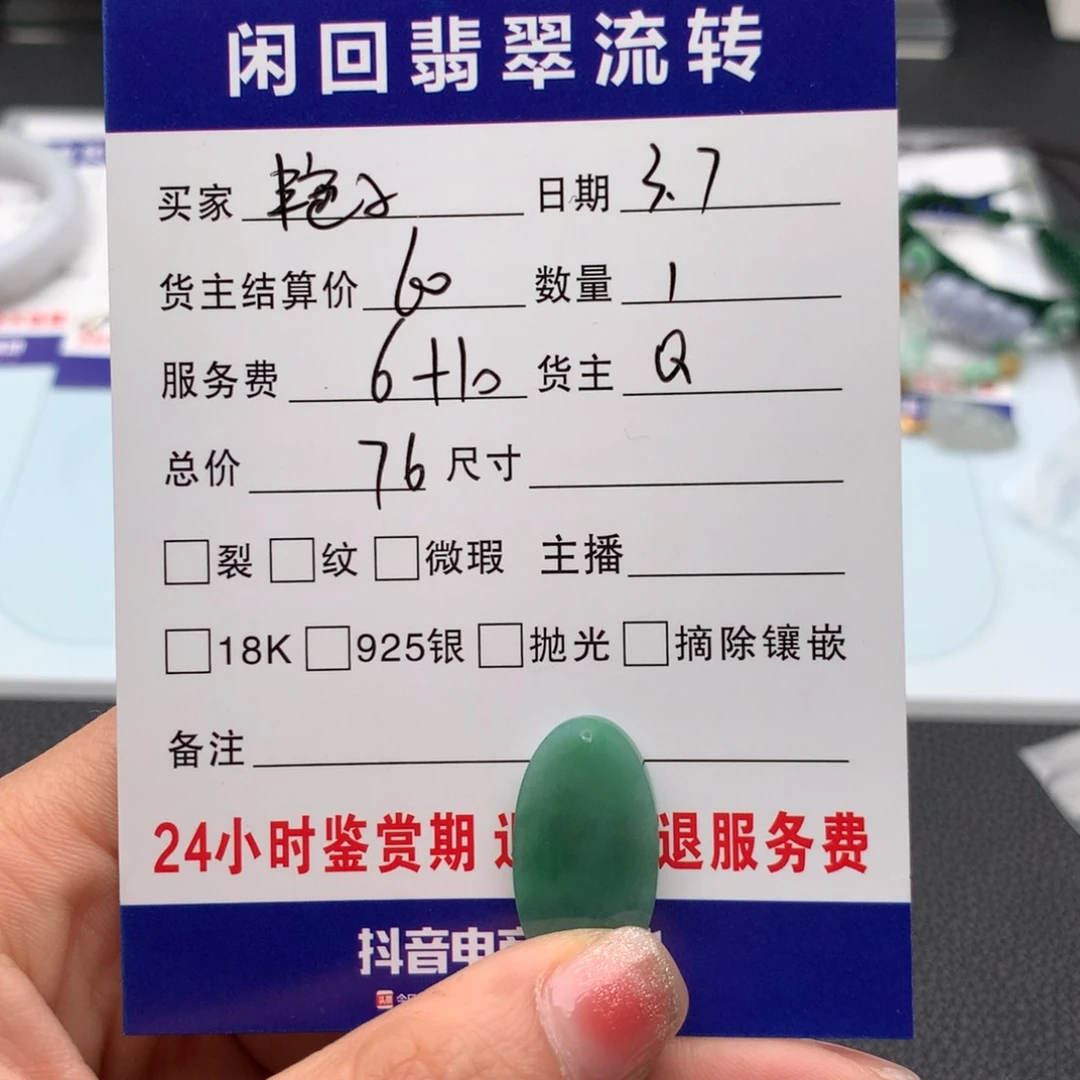 闲回翡翠流转
买家 日期 3.7
货主结算价 60 数量 1
服务费 6+10 货主 Q
总价 76 尺寸
裂 纹 微瑕 主播
18K 925银 抛光 摘除镶嵌
备注
24小时鉴赏期 退服务费
抖音电